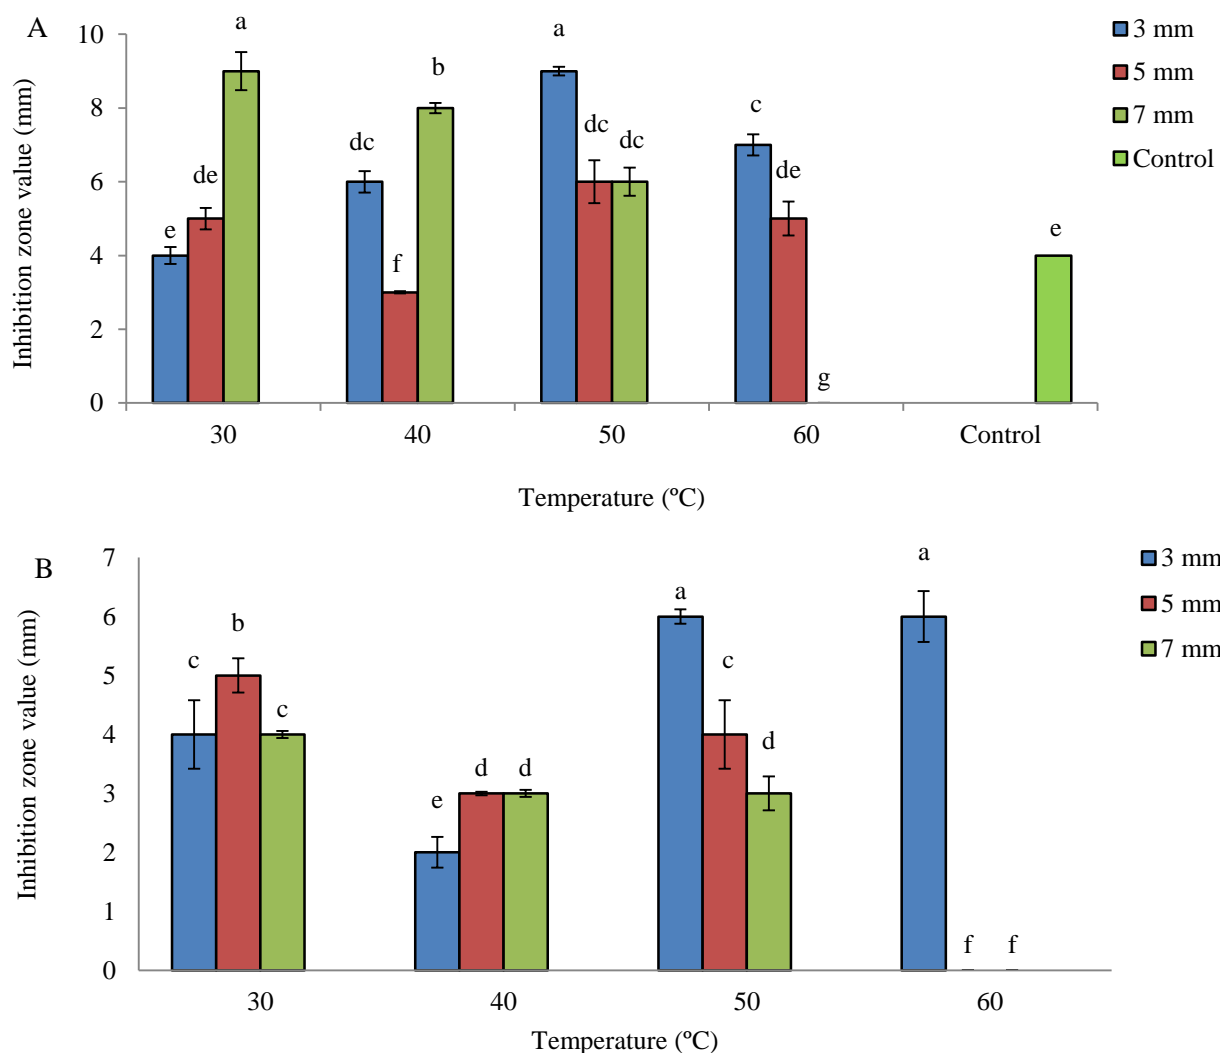 A
Inhibition zone value (mm)
10
8
6
4
2
0
e
de
a
dc
f
b
a
dc
dc
c
de
g
e
30
40
50
60
Control
Temperature (ºC)
3 mm
5 mm
7 mm
Control
B
Inhibition zone value (mm)
7
6
5
4
3
2
1
0
c
b
c
e
d
d
a
c
d
a
f
f
30
40
50
60
Temperature (ºC)
3 mm
5 mm
7 mm